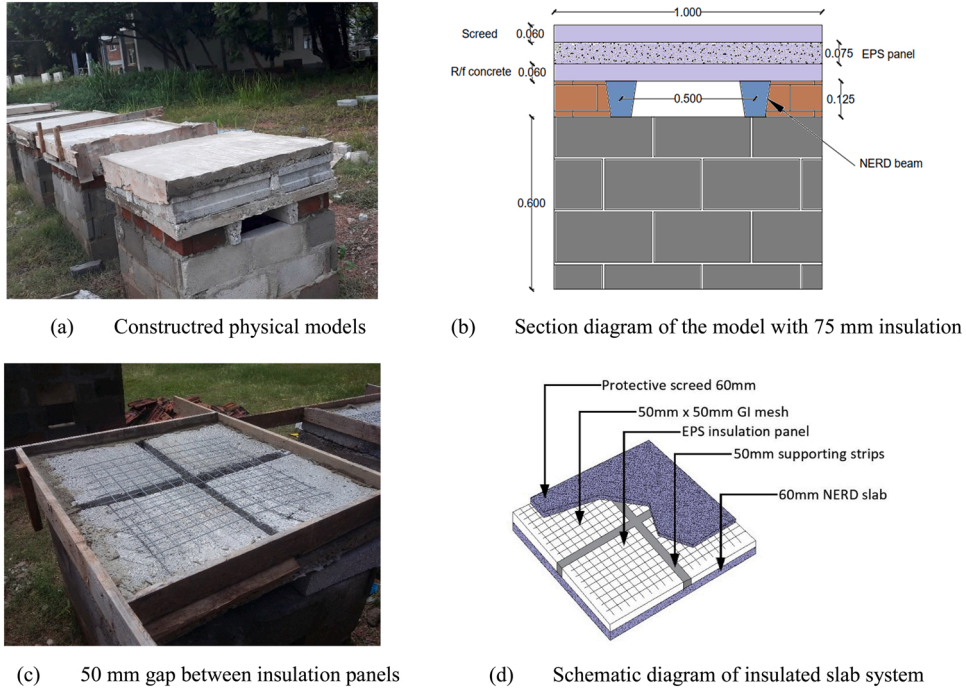 1.000
Screed 0.060
0.075 EPS panel
R/f concrete 0.060
0.500
0.125
NERD beam
0.600
(a) Constructred physical models
(b) Section diagram of the model with 75 mm insulation
Protective screed 60mm
50mm x 50mm GI mesh
EPS insulation panel
50mm supporting strips
60mm NERD slab
(c) 50 mm gap between insulation panels
(d) Schematic diagram of insulated slab system